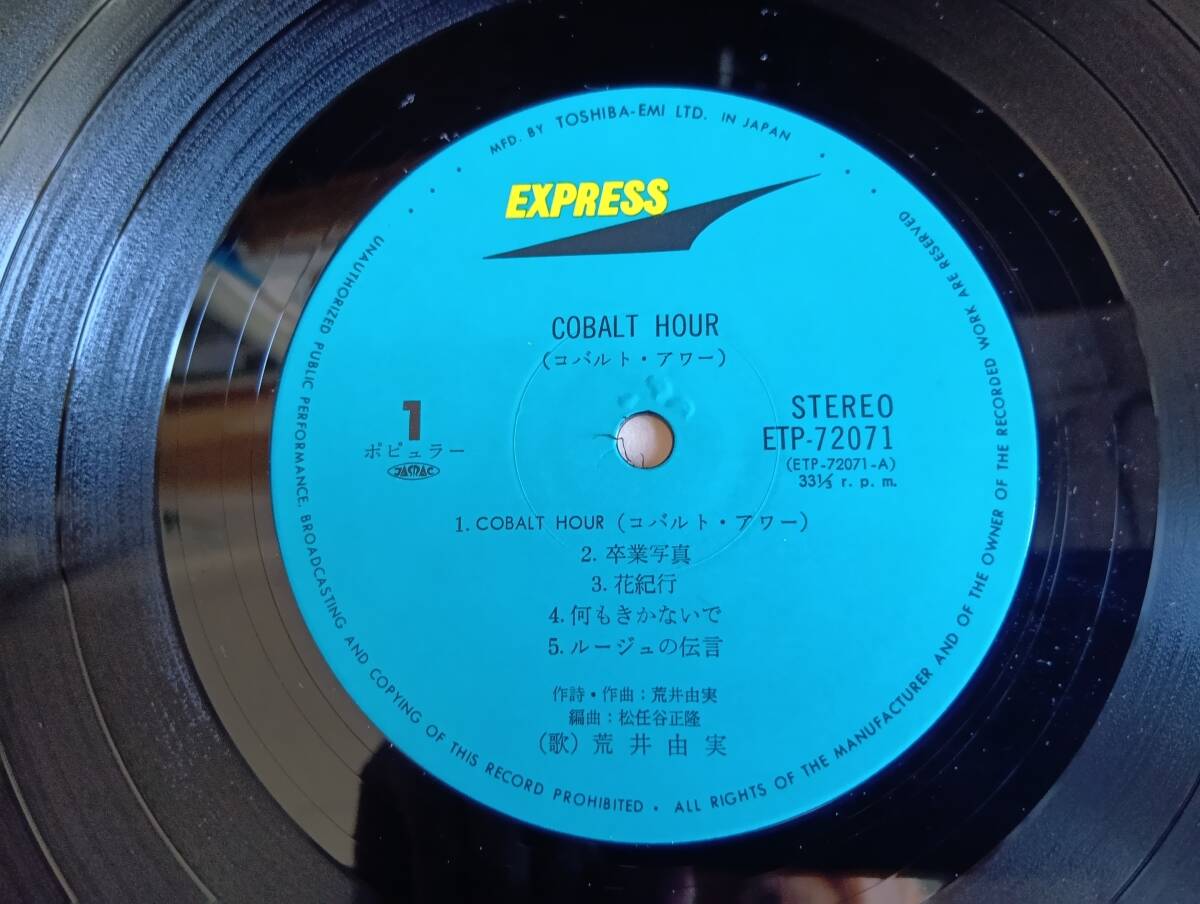 MFD. BY TOSHIBA-EMI LTD. IN JAPAN
EXPRESS
COBALT HOUR
(コバルト・アワー)
1
ポピュラー
JASRAC
STEREO
ETP-72071
(ETP-72071-A)
33⅓ r. p. m.
1. COBALT HOUR (コバルト・アワー)
2. 卒業写真
3. 花紀行
4. 何もきかないで
5. ルージュの伝言
作詩・作曲：荒井由実
編曲：松任谷正隆
(歌) 荒井由実
UNAUTHORIZED PUBLIC PERFORMANCE, BROADCASTING AND COPYING OF THIS RECORD PROHIBITED • ALL RIGHTS OF THE MANUFACTURER AND OF THE OWNER OF THE RECORDED WORK ARE RESERVED